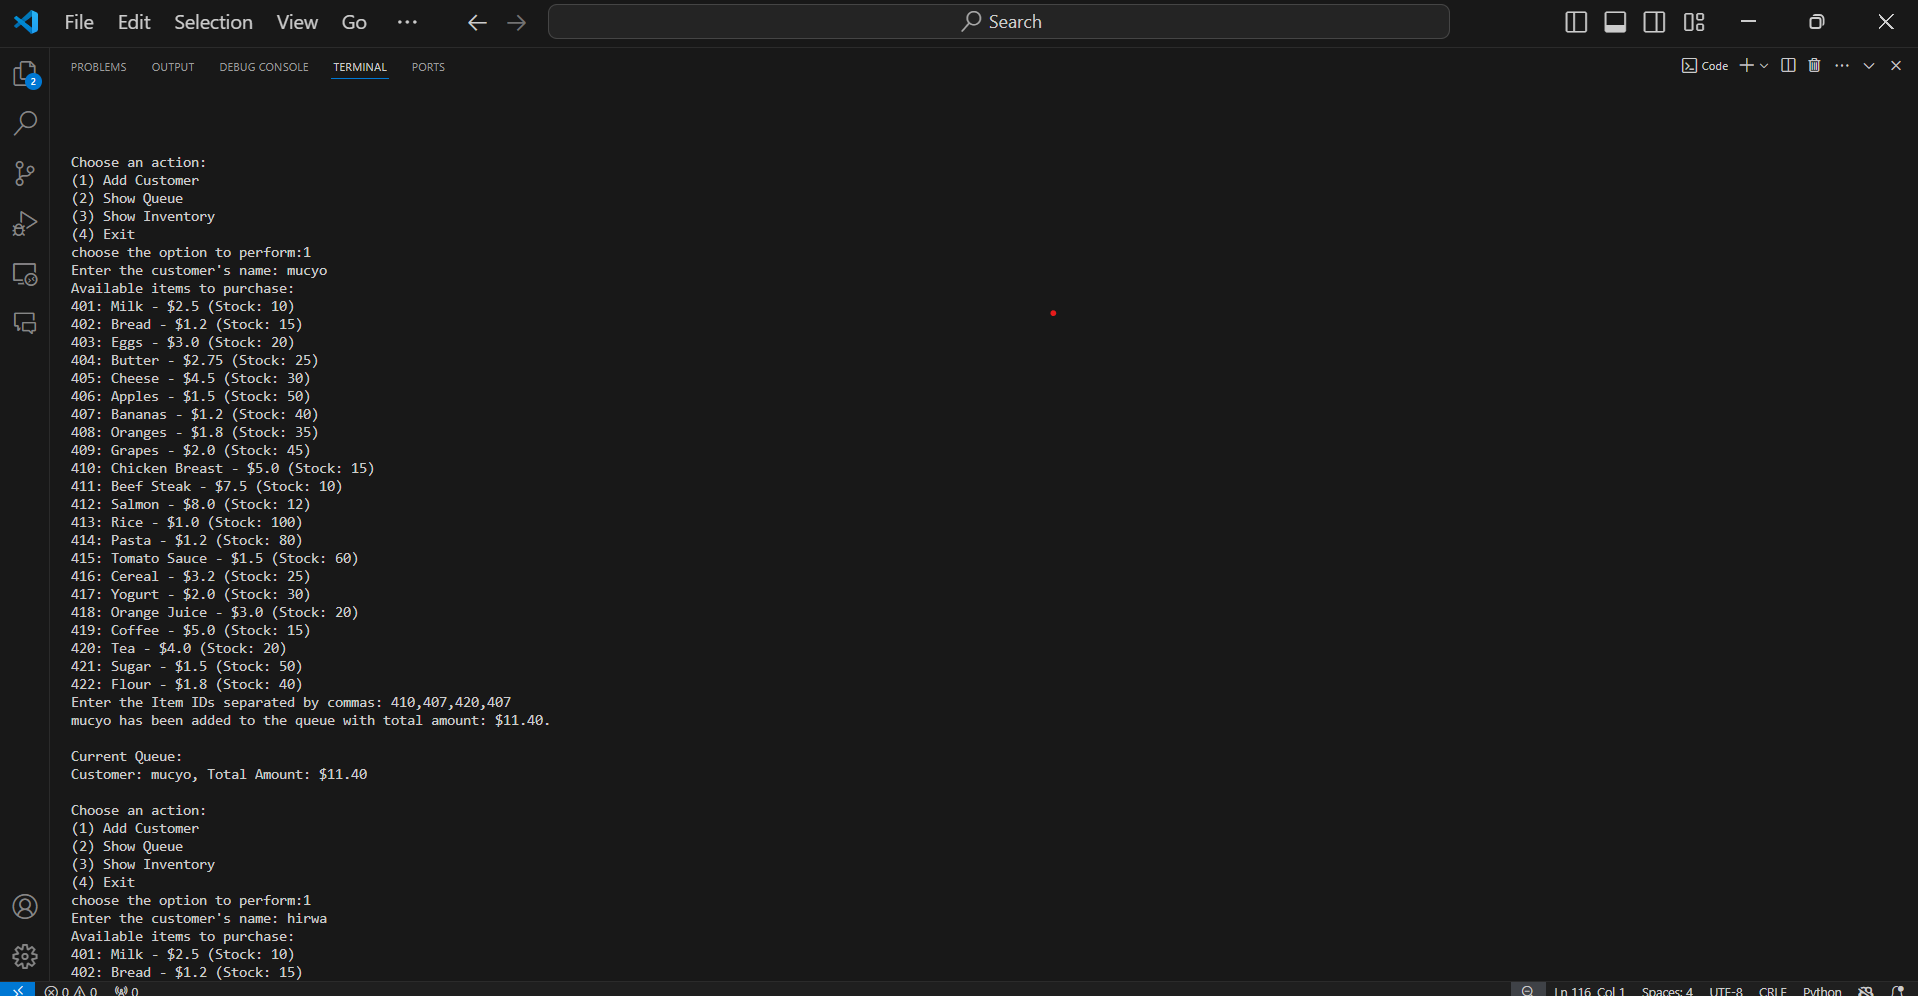 File Edit Selection View Go ··· Search
2
PROBLEMS OUTPUT DEBUG CONSOLE TERMINAL PORTS Code
Choose an action:
(1) Add Customer
(2) Show Queue
(3) Show Inventory
(4) Exit
choose the option to perform:1
Enter the customer's name: mucyo
Available items to purchase:
401: Milk - $2.5 (Stock: 10)
402: Bread - $1.2 (Stock: 15)
403: Eggs - $3.0 (Stock: 20)
404: Butter - $2.75 (Stock: 25)
405: Cheese - $4.5 (Stock: 30)
406: Apples - $1.5 (Stock: 50)
407: Bananas - $1.2 (Stock: 40)
408: Oranges - $1.8 (Stock: 35)
409: Grapes - $2.0 (Stock: 45)
410: Chicken Breast - $5.0 (Stock: 15)
411: Beef Steak - $7.5 (Stock: 10)
412: Salmon - $8.0 (Stock: 12)
413: Rice - $1.0 (Stock: 100)
414: Pasta - $1.2 (Stock: 80)
415: Tomato Sauce - $1.5 (Stock: 60)
416: Cereal - $3.2 (Stock: 25)
417: Yogurt - $2.0 (Stock: 30)
418: Orange Juice - $3.0 (Stock: 20)
419: Coffee - $5.0 (Stock: 15)
420: Tea - $4.0 (Stock: 20)
421: Sugar - $1.5 (Stock: 50)
422: Flour - $1.8 (Stock: 40)
Enter the Item IDs separated by commas: 410,407,420,407
mucyo has been added to the queue with total amount: $11.40.
Current Queue:
Customer: mucyo, Total Amount: $11.40
Choose an action:
(1) Add Customer
(2) Show Queue
(3) Show Inventory
(4) Exit
choose the option to perform:1
Enter the customer's name: hirwa
Available items to purchase:
401: Milk - $2.5 (Stock: 10)
402: Bread - $1.2 (Stock: 15)
0 0 0 Ln 116, Col 1 Spaces: 4 UTF-8 CRLF Python